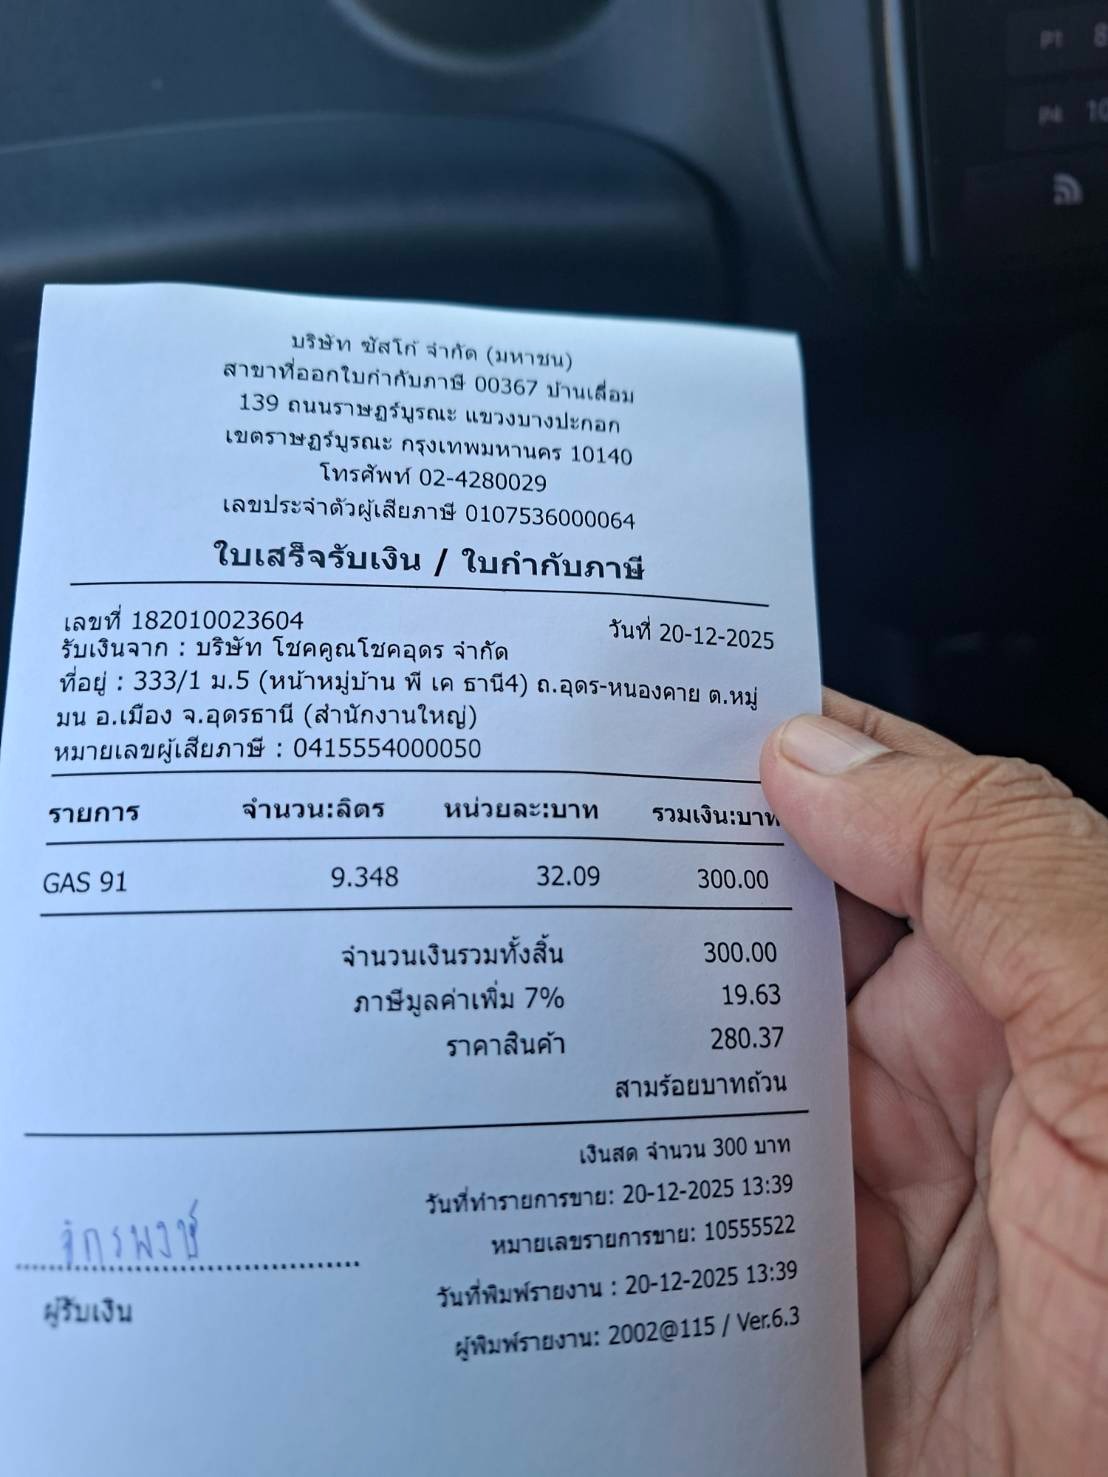 บริษัท ซัสโก้ จำกัด (มหาชน)
สาขาที่ออกใบกำกับภาษี 00367 บ้านเลื่อม
139 ถนนราษฎร์บูรณะ แขวงบางปะกอก
เขตราษฎร์บูรณะ กรุงเทพมหานคร 10140
โทรศัพท์ 02-4280029
เลขประจำตัวผู้เสียภาษี 0107536000064
ใบเสร็จรับเงิน / ใบกำกับภาษี
เลขที่ 182010023604 วันที่ 20-12-2025
รับเงินจาก : บริษัท โชคคูณโชคอุดร จำกัด
ที่อยู่ : 333/1 ม.5 (หน้าหมู่บ้าน พี เค ธานี4) ถ.อุดร-หนองคาย ต.หมู
มน อ.เมือง จ.อุดรธานี (สำนักงานใหญ่)
หมายเลขผู้เสียภาษี : 0415554000050
รายการ จำนวน:ลิตร หน่วยละ:บาท รวมเงิน:บาท
GAS 91 9.348 32.09 300.00
จำนวนเงินรวมทั้งสิ้น 300.00
ภาษีมูลค่าเพิ่ม 7% 19.63
ราคาสินค้า 280.37
สามร้อยบาทถ้วน
เงินสด จำนวน 300 บาท
วันที่ทำรายการขาย: 20-12-2025 13:39
หมายเลขรายการขาย: 10555522
จักรพงษ์
วันที่พิมพ์รายงาน : 20-12-2025 13:39
ผู้รับเงิน
ผู้พิมพ์รายงาน: 2002@115 / Ver.6.3
P1 8
P4 10